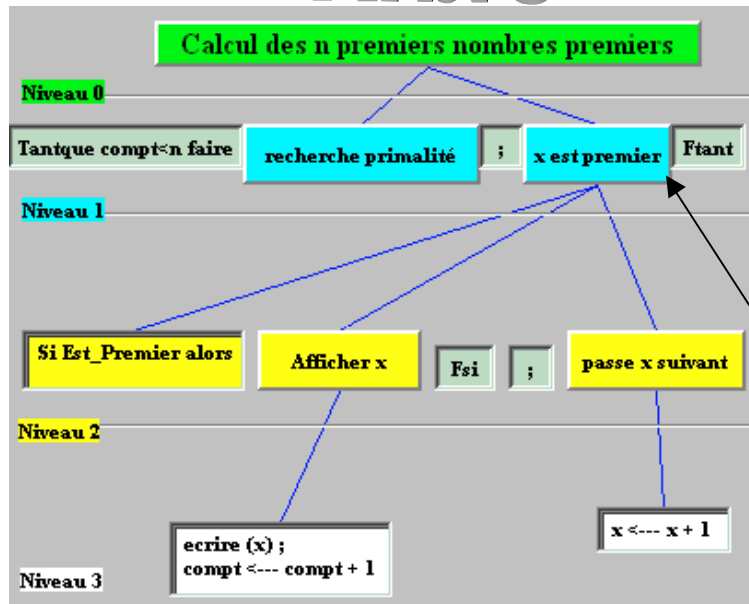 Calcul des n premiers nombres premiers
Niveau 0
Tantque compt<n faire recherche primalité ; x est premier Ftant
Niveau 1
Si Est_Premier alors Afficher x Fsi ; passe x suivant
Niveau 2
ecrire (x) ;
compt <--- compt + 1
x <--- x + 1
Niveau 3